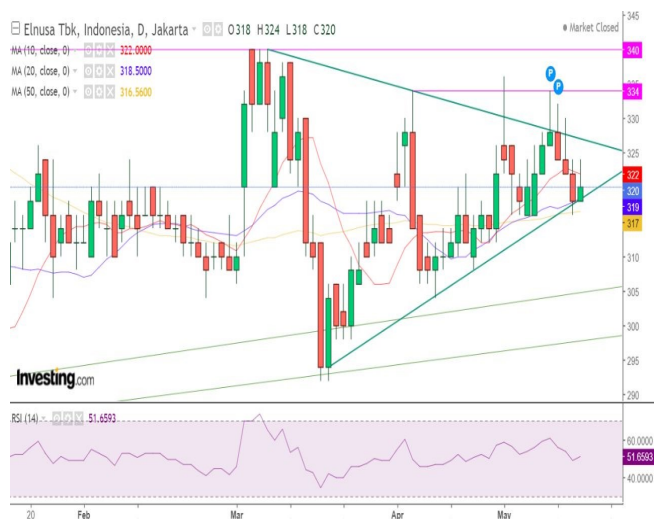 Elnusa Tbk, Indonesia, D, Jakarta O318 H324 L318 C320
Market Closed
MA (10, close, 0) 322.0000
MA (20, close, 0) 318.5000
MA (50, close, 0) 316.5600
P
P
345
340
334
330
325
322
320
319
317
310
305
300
295
290
Investing.com
RSI (14) 51.6593
60.0000
51.6593
40.0000
20 Feb Mar Apr May